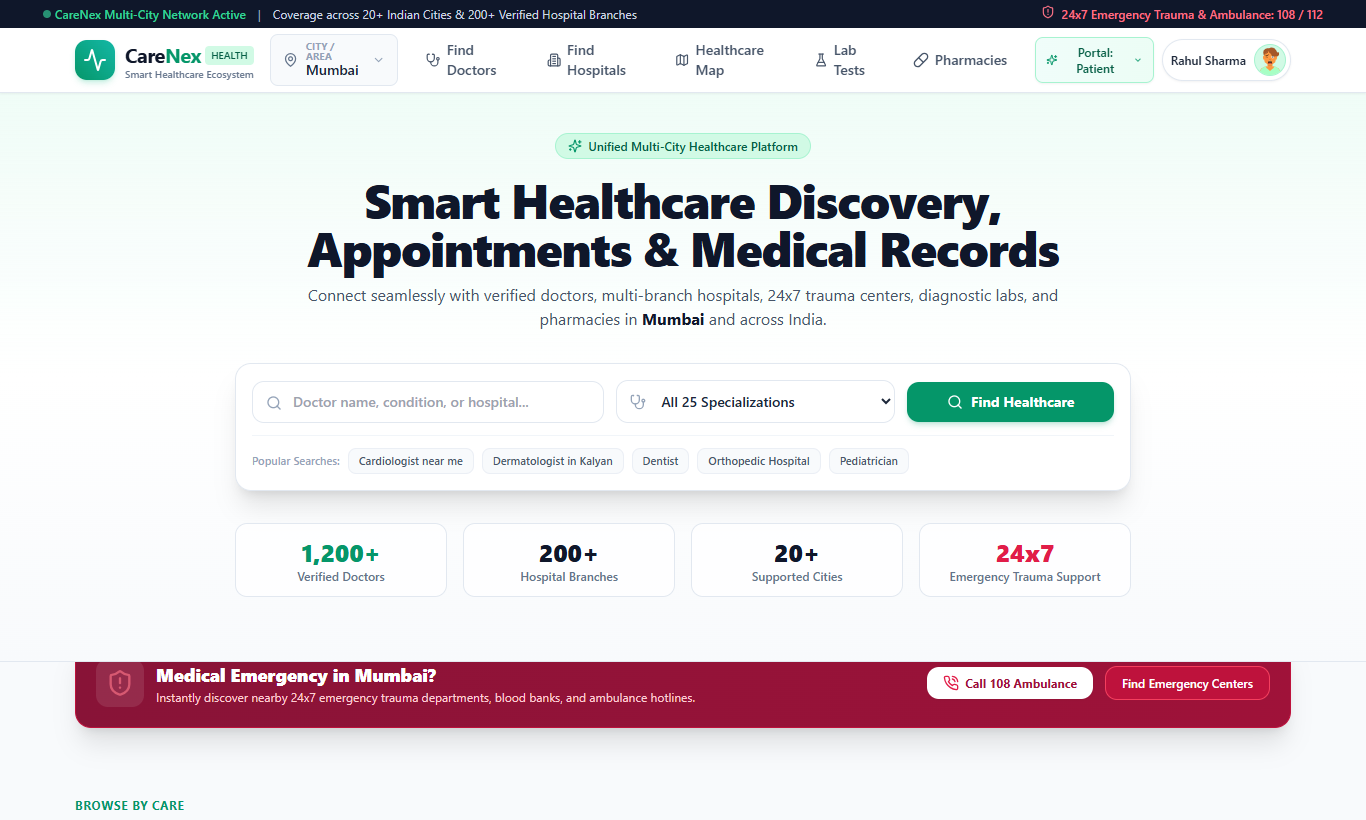 CareNex Multi-City Network Active | Coverage across 20+ Indian Cities & 200+ Verified Hospital Branches
24x7 Emergency Trauma & Ambulance: 108 / 112
CareNex HEALTH
Smart Healthcare Ecosystem
CITY / AREA
Mumbai
Find Doctors
Find Hospitals
Healthcare Map
Lab Tests
Pharmacies
Portal: Patient
Rahul Sharma
Unified Multi-City Healthcare Platform
Smart Healthcare Discovery,
Appointments & Medical Records
Connect seamlessly with verified doctors, multi-branch hospitals, 24x7 trauma centers, diagnostic labs, and
pharmacies in Mumbai and across India.
Doctor name, condition, or hospital...
All 25 Specializations
Find Healthcare
Popular Searches: Cardiologist near me Dermatologist in Kalyan Dentist Orthopedic Hospital Pediatrician
1,200+
Verified Doctors
200+
Hospital Branches
20+
Supported Cities
24x7
Emergency Trauma Support
Medical Emergency in Mumbai?
Instantly discover nearby 24x7 emergency trauma departments, blood banks, and ambulance hotlines.
Call 108 Ambulance
Find Emergency Centers
BROWSE BY CARE